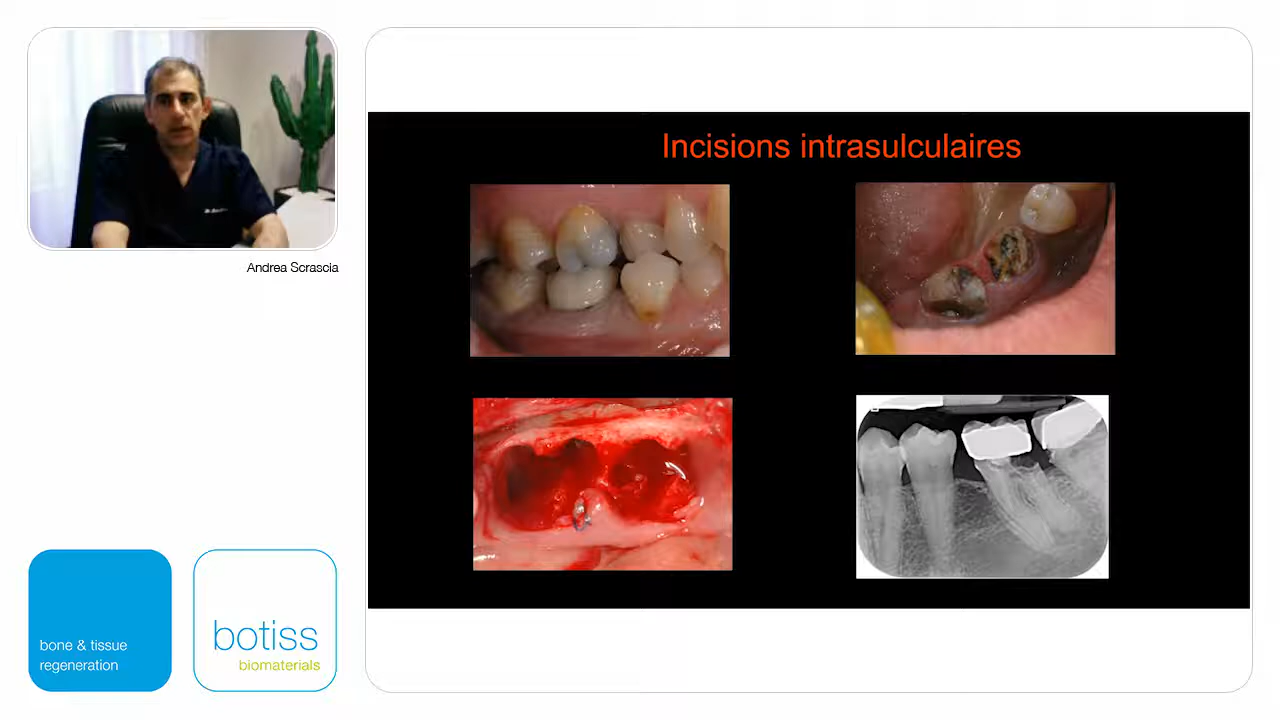 Incisions intrasulculaires
Andrea Scrascia
bone & tissue
regeneration
botiss
biomaterials